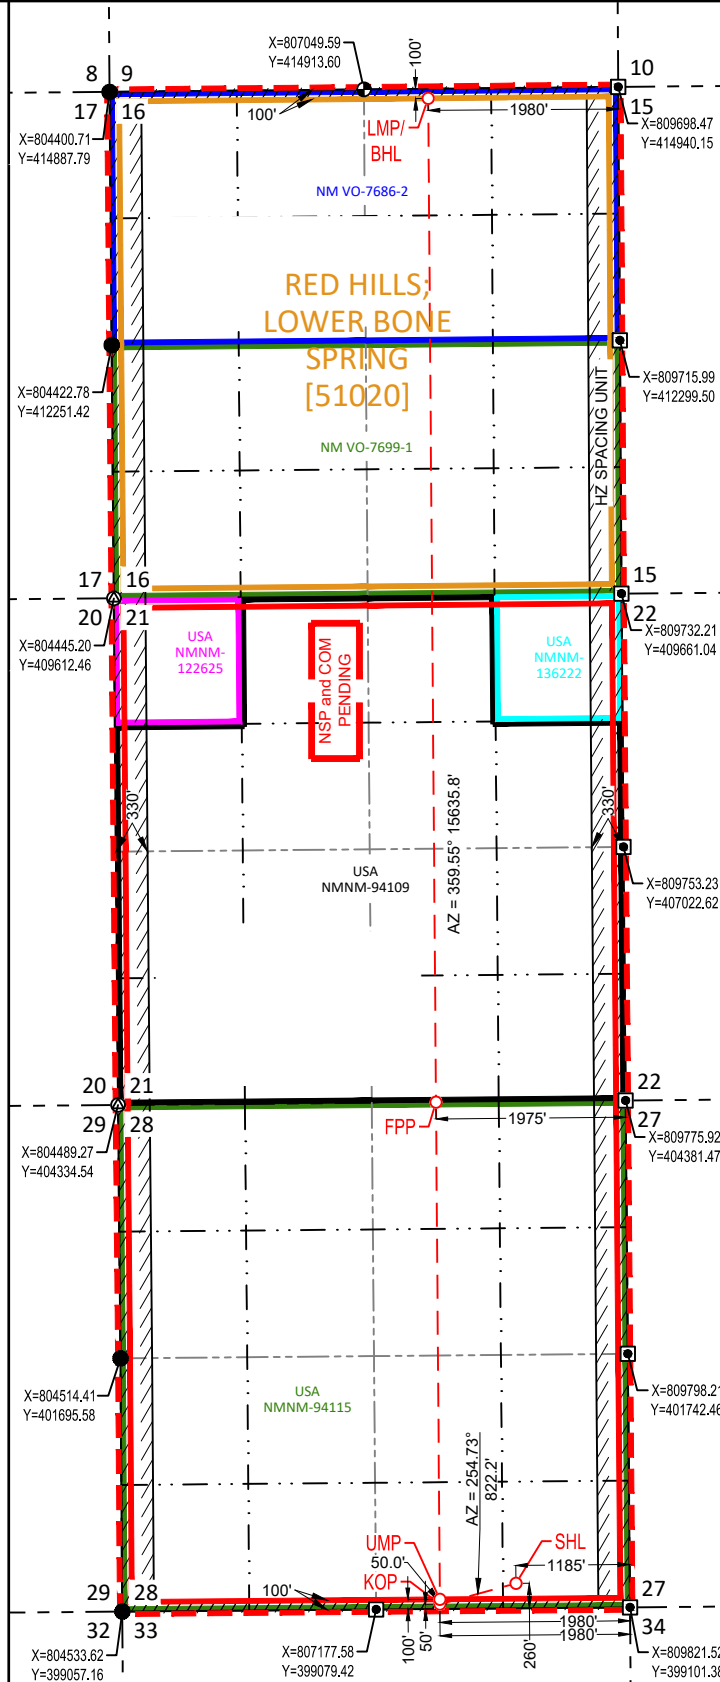 X=807049.59
Y=414913.60
100'
8 9
10
17 16
15
100'
1980'
X=804400.71
Y=414887.79
X=809698.47
Y=414940.15
LMP/
BHL
NM VO-7686-2
RED HILLS;
LOWER BONE
SPRING
[51020]
X=804422.78
Y=412251.42
X=809715.99
Y=412299.50
HZ SPACING UNIT
NM VO-7699-1
17 16
15
20 21
22
X=804445.20
Y=409612.46
X=809732.21
Y=409661.04
USA
NMNM-
122625
USA
NMNM-
136222
NSP and COM
PENDING
330'
330'
AZ = 359.55° 15635.8'
USA
NMNM-94109
X=809753.23
Y=407022.62
20 21
22
29 28
27
FPP
1975'
X=804489.27
Y=404334.54
X=809775.92
Y=404381.47
X=804514.41
Y=401695.58
X=809798.21
Y=401742.46
USA
NMNM-94115
AZ = 254.73°
822.2'
UMP
50.0'
KOP
SHL
1185'
29 28
27
100'
32 33
34
100'
50'
1980'
1980'
260'
X=804533.62
Y=399057.16
X=807177.58
Y=399079.42
X=809821.52
Y=399101.38